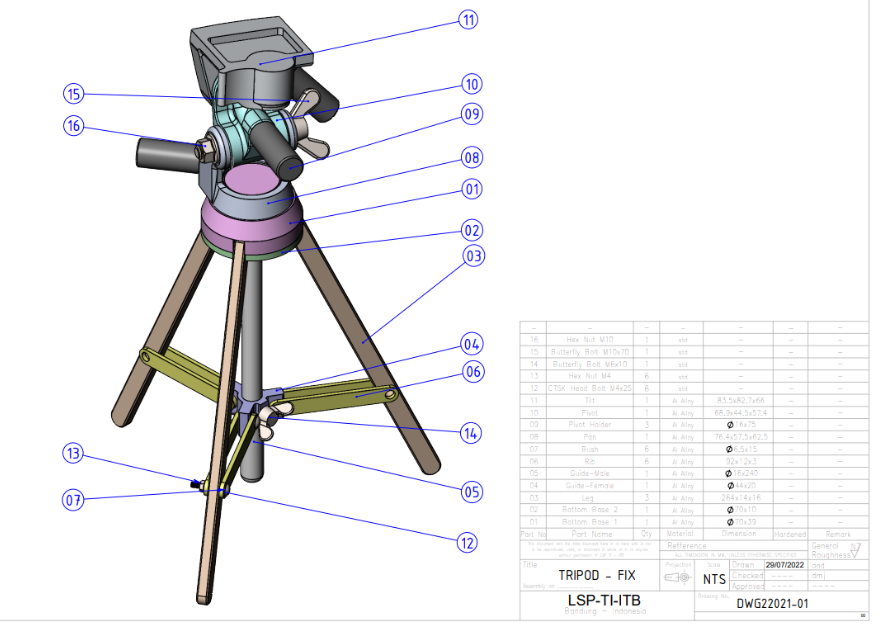 11
15
10
16
09
08
01
02
03
04
06
14
13
07
05
12
16 Hex Nut M10 1 std - - -
15 Butterfly Bolt M10x70 1 std - - -
14 Butterfly Bolt M6x10 1 std - - -
13 Hex Nut M4 6 std - - -
12 CTSK Head Bolt M4x25 6 std - - -
11 Tilt 1 Al Alloy 83,5x82,7x66 - -
10 Pivot 1 Al Alloy 68,9x44,5x57,4 - -
09 Pivot Holder 3 Al Alloy Ø16x75 - -
08 Pan 1 Al Alloy 76,4x57,5x62,5 - -
07 Bush 6 Al Alloy Ø6,5x15 - -
06 Rib 6 Al Alloy 92x12x3 - -
05 Guide-Male 1 Al Alloy Ø16x240 - -
04 Guide-Female 1 Al Alloy Ø44x20 - -
03 Leg 3 Al Alloy 264x14x16 - -
02 Bottom Base 2 1 Al Alloy Ø70x10 - -
01 Bottom Base 1 1 Al Alloy Ø70x39 - -
Part No Part Name Qty Material Dimension Hardened Remark
Refference
General
Roughness
Title
TRIPOD - FIX
Projection
Scale
NTS
Drawn 29/07/2022 and
Checked ---- dm
Approved ----
LSP-TI-ITB
Bandung - Indonesia
Drawing No.
DWG22021-01